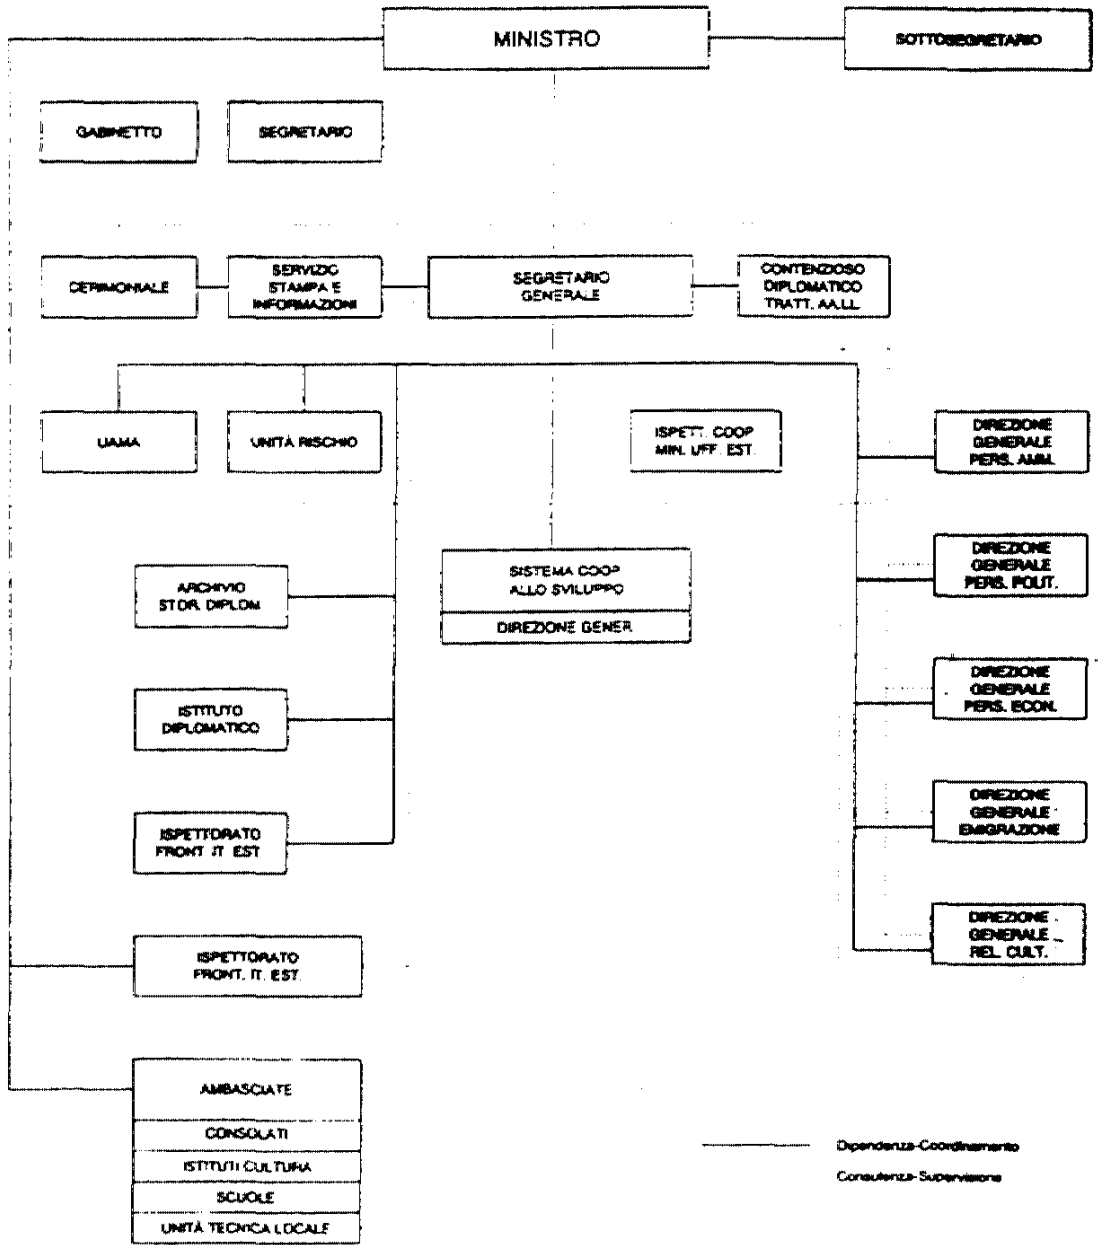 MINISTRO
SOTTOSEGRETARIO
GABINETTO
SEGRETARIO
CERIMONIALE
SERVIZIO
STAMPA E
INFORMAZIONI
SEGRETARIO
GENERALE
CONTENZIOSO
DIPLOMATICO
TRATT. AA.LL.
UAMA
UNITÀ RISCHIO
ISPETT. COOP
MIN. UFF. EST.
DIREZIONE
GENERALE
PERS. AMM.
ARCHIVIO
STOR. DIPLOM.
SISTEMA COOP
ALLO SVILUPPO
DIREZIONE GENER.
DIREZIONE
GENERALE
PERS. POLIT.
ISTITUTO
DIPLOMATICO
DIREZIONE
GENERALE
PERS. ECON.
ISPETTORATO
FRONT. IT. EST
DIREZIONE
GENERALE
EMIGRAZIONE
ISPETTORATO
FRONT. IT. EST.
DIREZIONE
GENERALE
REL. CULT.
AMBASCIATE
CONSOLATI
ISTITUTI CULTURA
SCUOLE
UNITÀ TECNICA LOCALE
Dipendenza-Coordinamento
Consulenza-Supervisione